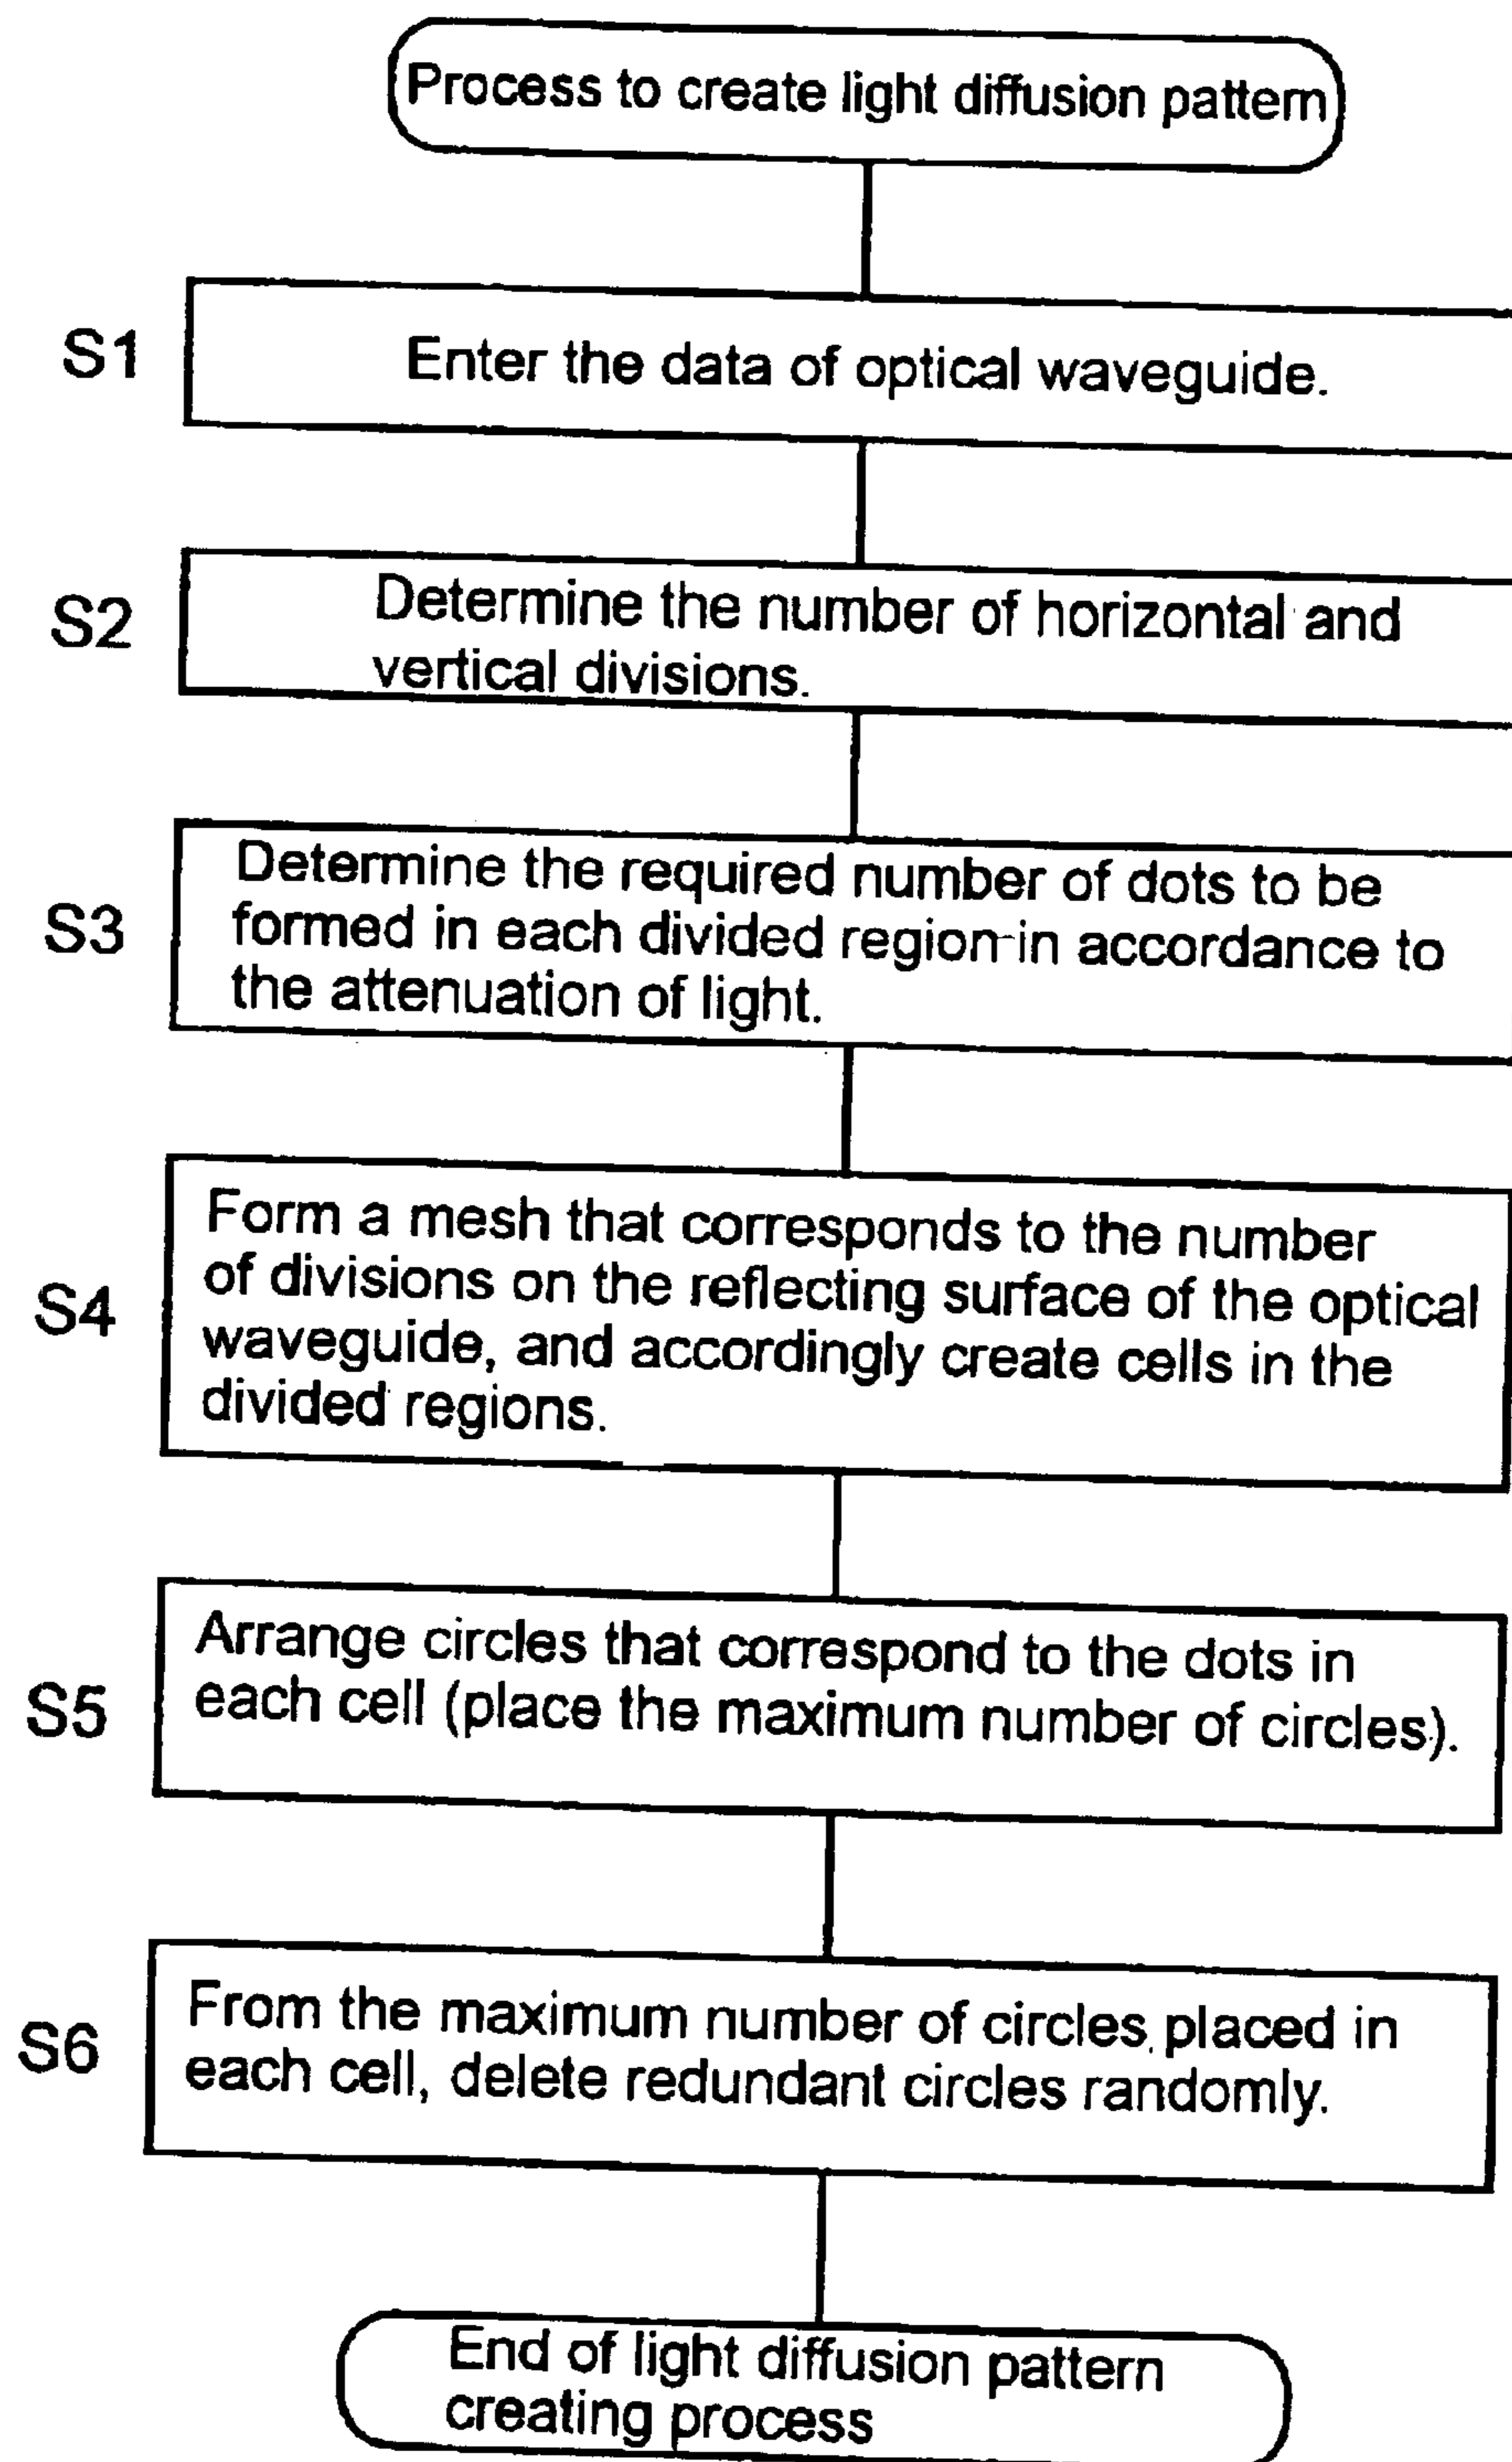 Process to create light diffusion pattern
S1
Enter the data of optical waveguide.
S2
Determine the number of horizontal and
vertical divisions.
S3
Determine the required number of dots to be
formed in each divided region in accordance to
the attenuation of light.
S4
Form a mesh that corresponds to the number
of divisions on the reflecting surface of the optical
waveguide, and accordingly create cells in the
divided regions.
S5
Arrange circles that correspond to the dots in
each cell (place the maximum number of circles).
S6
From the maximum number of circles placed in
each cell, delete redundant circles randomly.
End of light diffusion pattern
creating process